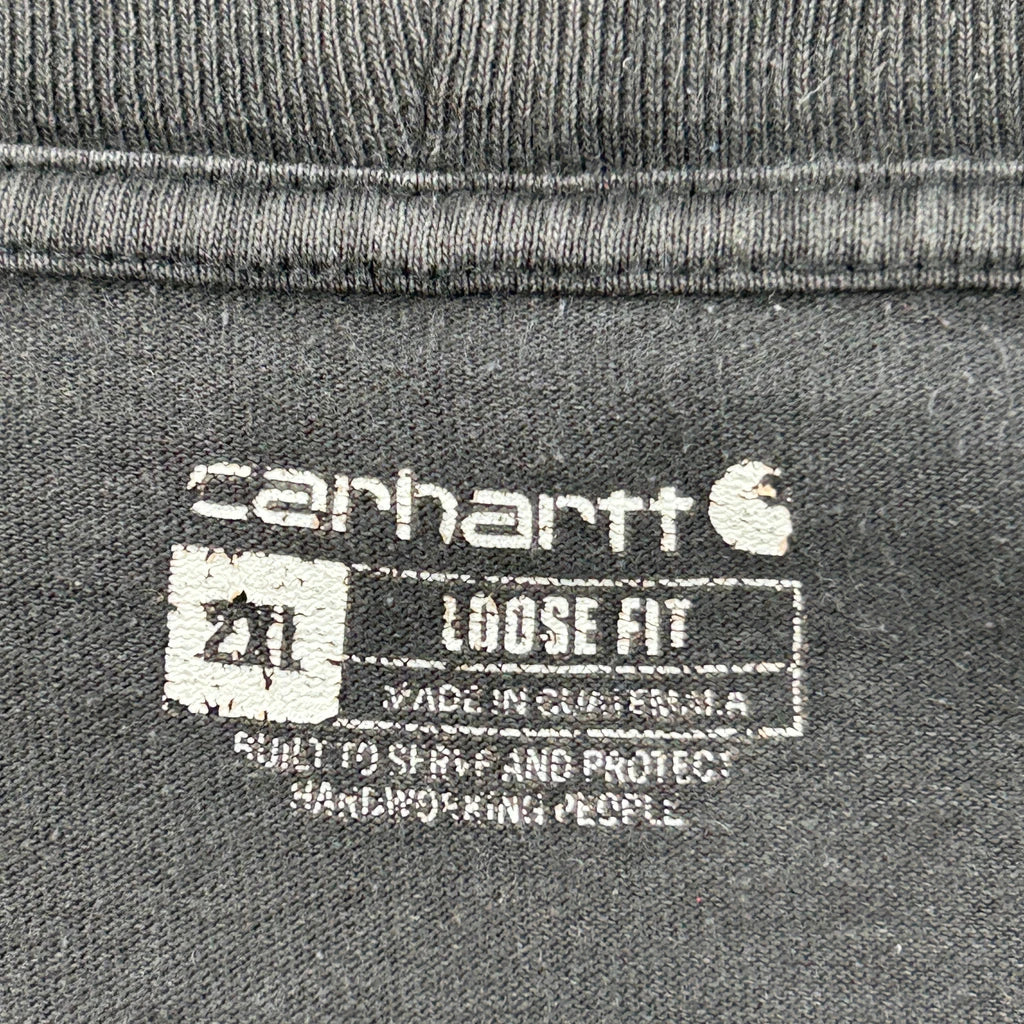 carhartt
2XL
LOOSE FIT
MADE IN GUATEMALA
BUILT TO SERVE AND PROTECT
HARDWORKING PEOPLE